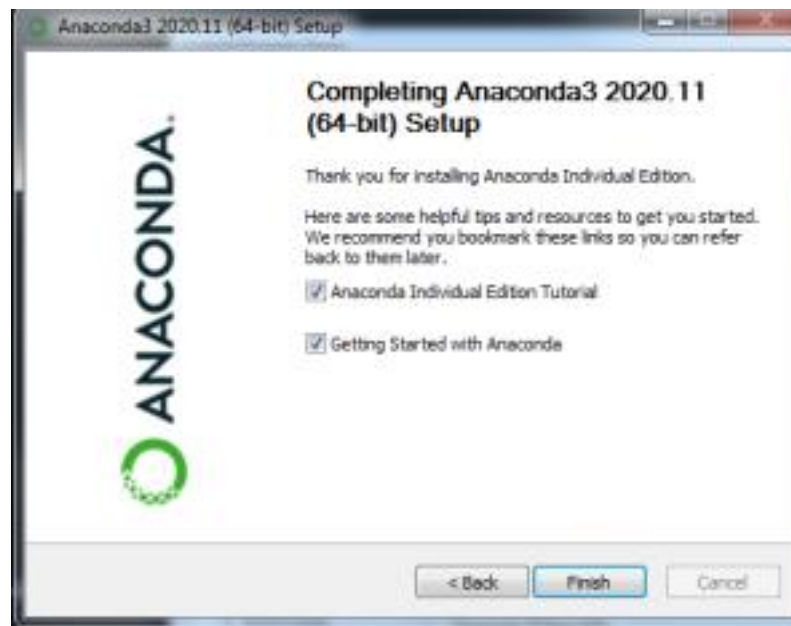 Anaconda3 2020.11 (64-bit) Setup
ANACONDA.
Completing Anaconda3 2020.11
(64-bit) Setup
Thank you for installing Anaconda Individual Edition.
Here are some helpful tips and resources to get you started.
We recommend you bookmark these links so you can refer
back to them later.
Anaconda Individual Edition Tutorial
Getting Started with Anaconda
< Back
Finish
Cancel